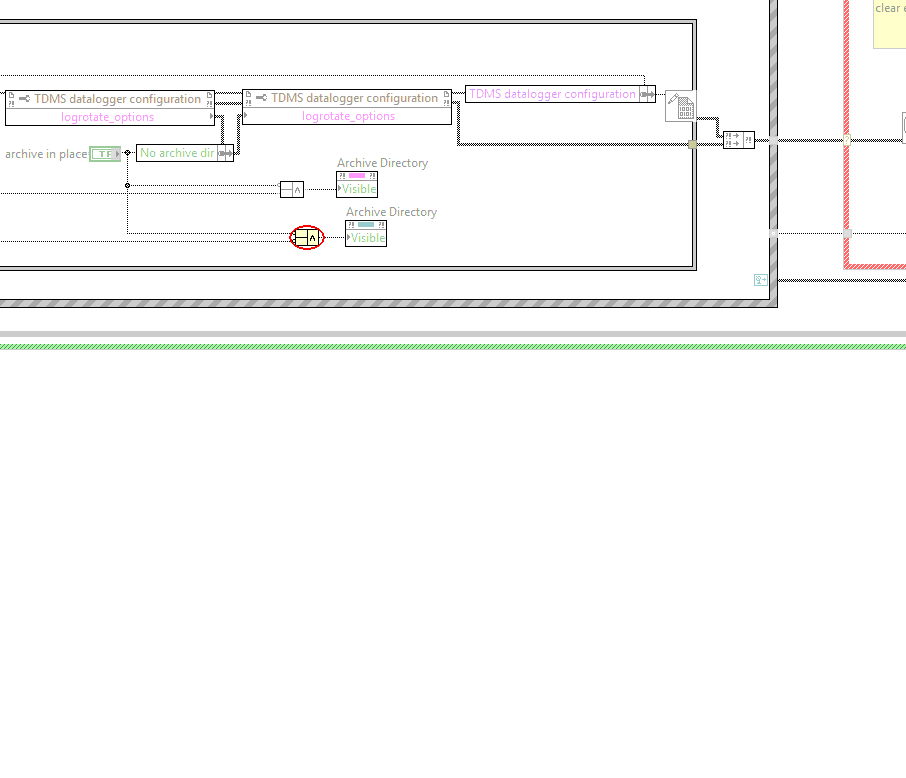 clear e
TDMS datalogger configuration
logrotate_options
TDMS datalogger configuration
logrotate_options
TDMS datalogger configuration
archive in place
TF
No archive dir
Archive Directory
Visible
Archive Directory
Visible